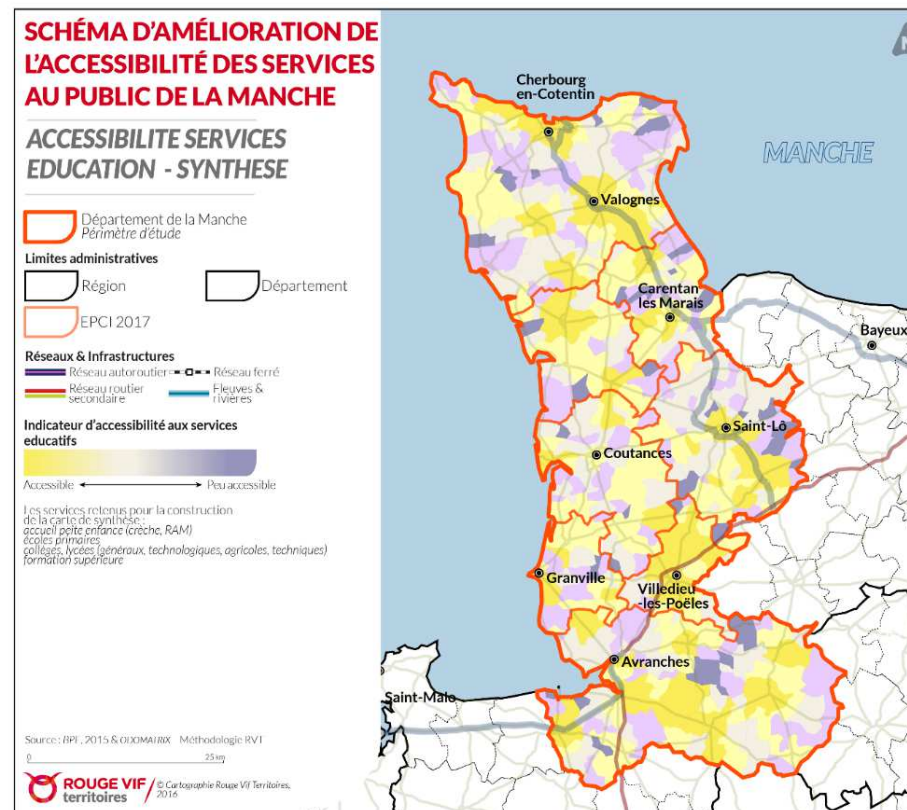 SCHÉMA D'AMÉLIORATION DE
L'ACCESSIBILITÉ DES SERVICES
AU PUBLIC DE LA MANCHE
ACCESSIBILITE SERVICES
EDUCATION - SYNTHESE
Département de la Manche
Périmètre d'étude
Limites administratives
Région
Département
EPCI 2017
Réseaux & Infrastructures
Réseau autoroutier
Réseau ferré
Réseau routier
secondaire
Fleuves &
rivières
Indicateur d'accessibilité aux services
educatifs
Accessible
Peu accessible
Les services retenus pour la construction
de la carte de synthèse :
accueil petite enfance (crèche, RAM)
écoles primaires
collèges, lycées (généraux, technologiques, agricoles, techniques)
formation supérieure
Source : BPE, 2015 & ODOMATRIX Méthodologie RVT
0
25 km
ROUGE VIF
territoires
© Cartographie Rouge Vif Territoires,
2016
N
MANCHE
Cherbourg
en-Cotentin
Valognes
Carentan
les Marais
Bayeux
Saint-Lô
Coutances
Granville
Villedieu
-les-Poëles
Avranches
Saint-Malo